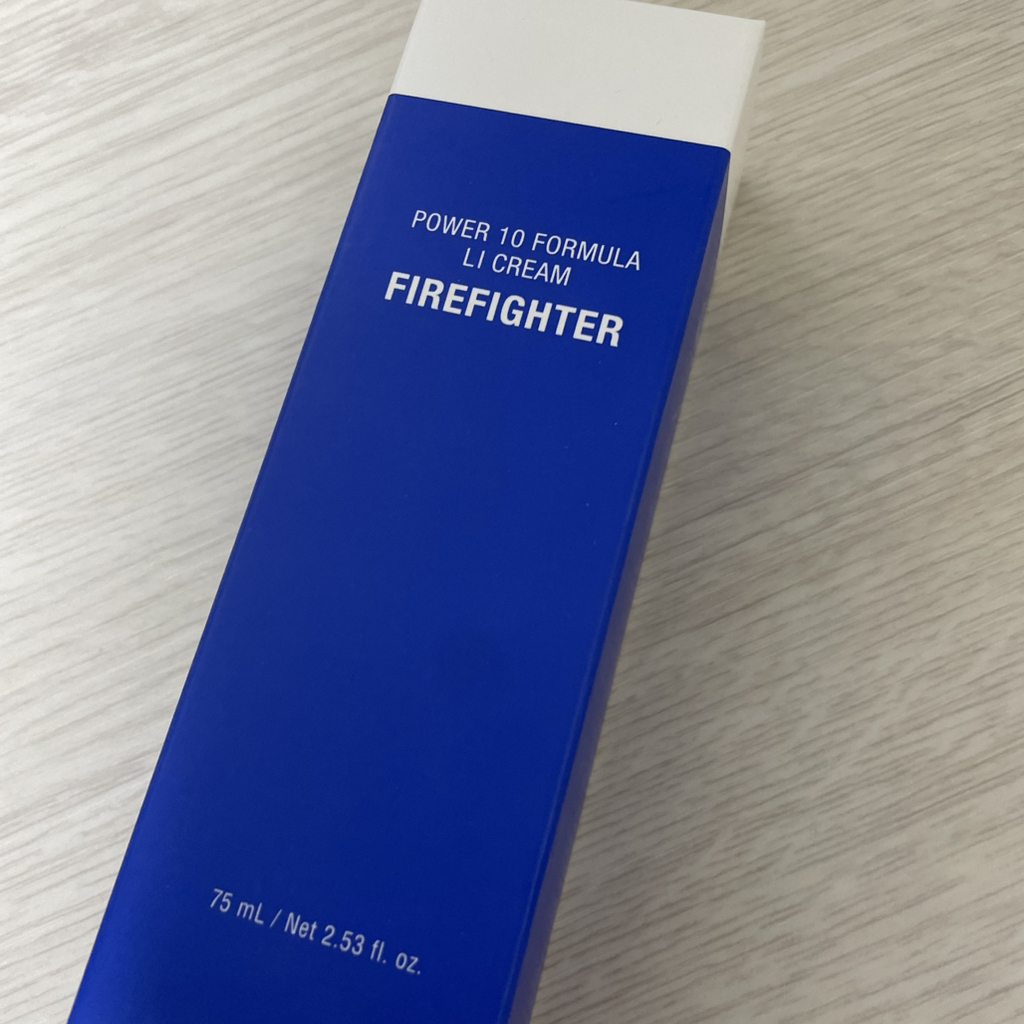 POWER 10 FORMULA
LI CREAM
FIREFIGHTER
75 mL / Net 2.53 fl. oz.